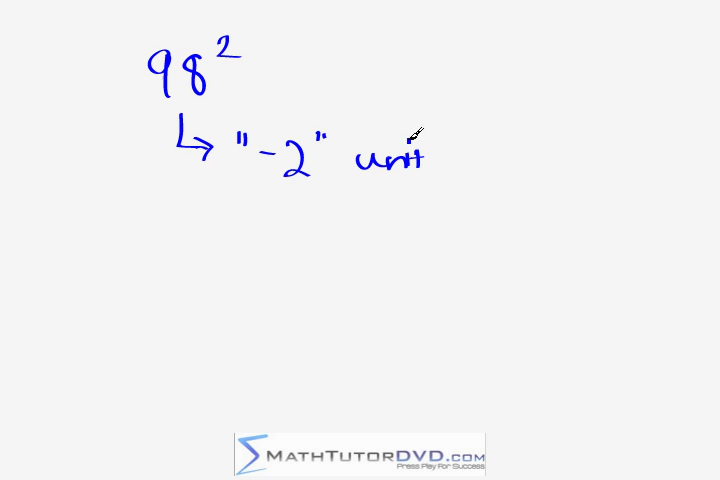 98²
↳ "-2" unit
MATHTUTORDVD.COM
Press Play For Success